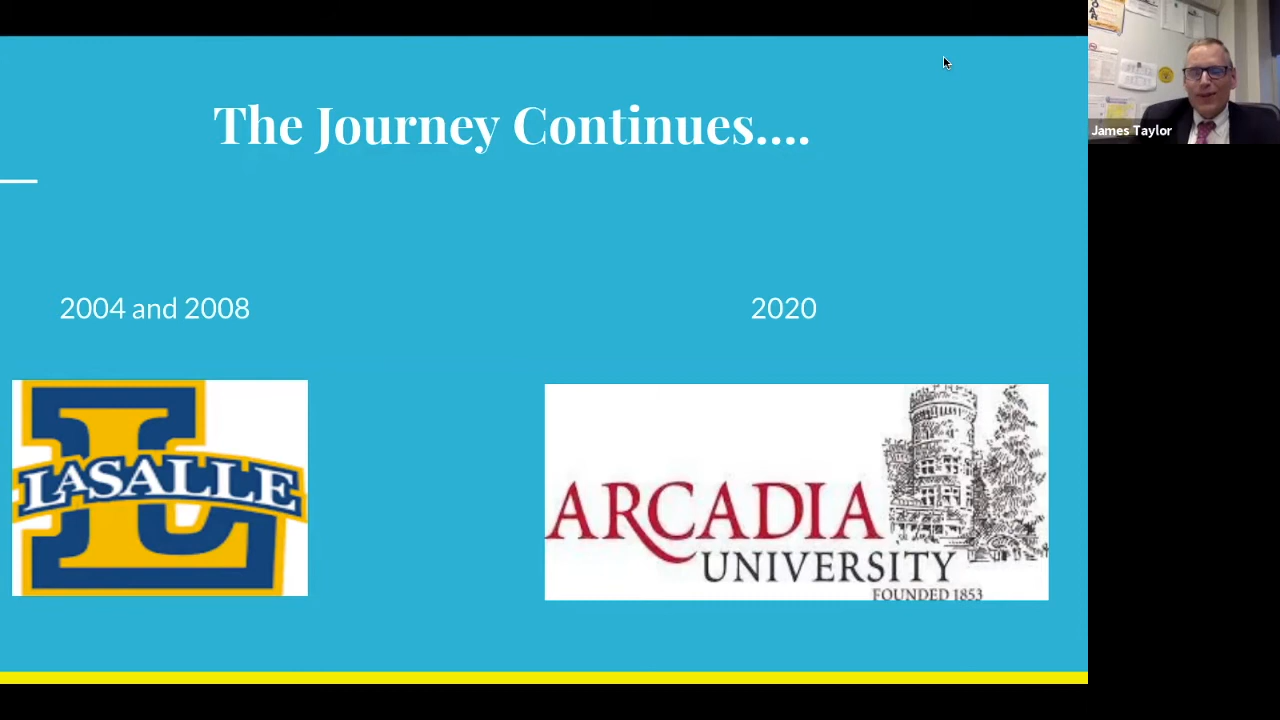 The Journey Continues....
James Taylor
2004 and 2008
2020
LASALLE
ARCADIA
UNIVERSITY
FOUNDED 1853